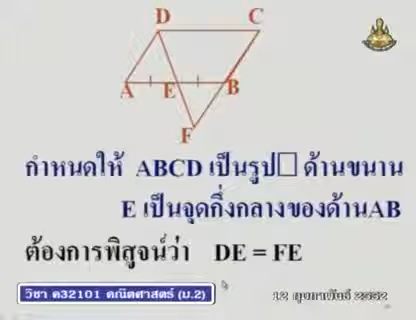 D C
A E B
F
กำหนดให้ ABCD เป็นรูป□ ด้านขนาน
E เป็นจุดกึ่งกลางของด้านAB
ต้องการพิสูจน์ว่า DE = FE
วิชา ค32101 คณิตศาสตร์ (ม.2) 12 กุมภาพันธ์ 2552